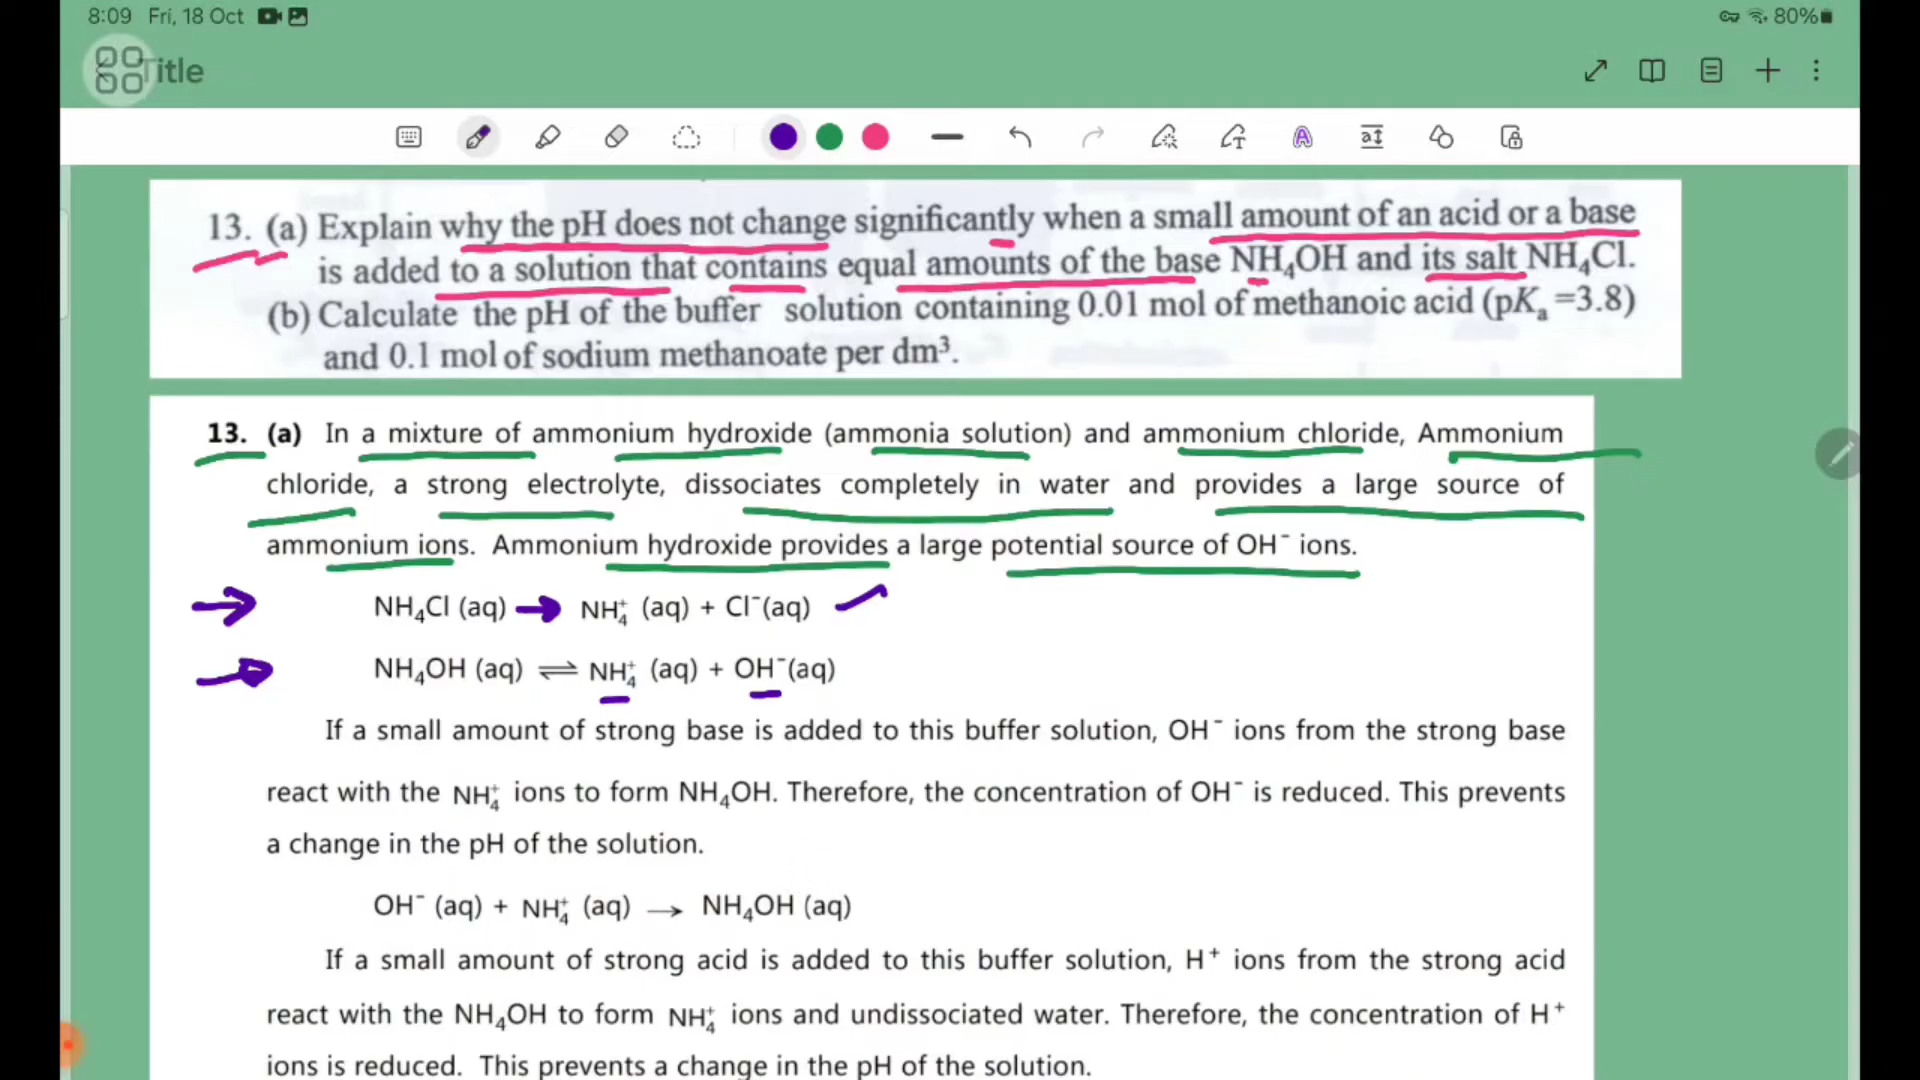 8:09 Fri, 18 Oct
80%
Title
13. (a) Explain why the pH does not change significantly when a small amount of an acid or a base
is added to a solution that contains equal amounts of the base NH₄OH and its salt NH₄Cl.
(b) Calculate the pH of the buffer solution containing 0.01 mol of methanoic acid (pKₐ =3.8)
and 0.1 mol of sodium methanoate per dm³.
13. (a) In a mixture of ammonium hydroxide (ammonia solution) and ammonium chloride, Ammonium
chloride, a strong electrolyte, dissociates completely in water and provides a large source of
ammonium ions. Ammonium hydroxide provides a large potential source of OH⁻ ions.
NH₄Cl (aq) → NH₄⁺ (aq) + Cl⁻(aq)
NH₄OH (aq) ⇌ NH₄⁺ (aq) + OH⁻(aq)
If a small amount of strong base is added to this buffer solution, OH⁻ ions from the strong base
react with the NH₄⁺ ions to form NH₄OH. Therefore, the concentration of OH⁻ is reduced. This prevents
a change in the pH of the solution.
OH⁻ (aq) + NH₄⁺ (aq) → NH₄OH (aq)
If a small amount of strong acid is added to this buffer solution, H⁺ ions from the strong acid
react with the NH₄OH to form NH₄⁺ ions and undissociated water. Therefore, the concentration of H⁺
ions is reduced. This prevents a change in the pH of the solution.